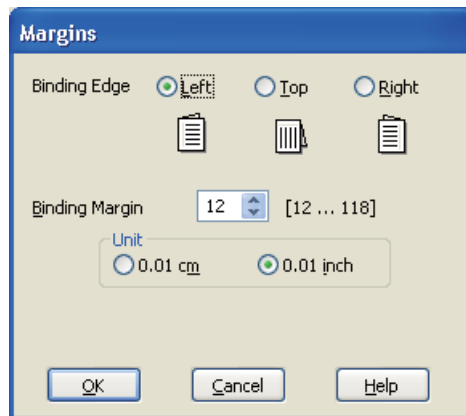 Margins
Binding Edge Left Top Right
Binding Margin 12 [12 ... 118]
Unit
0.01 cm 0.01 inch
OK Cancel Help